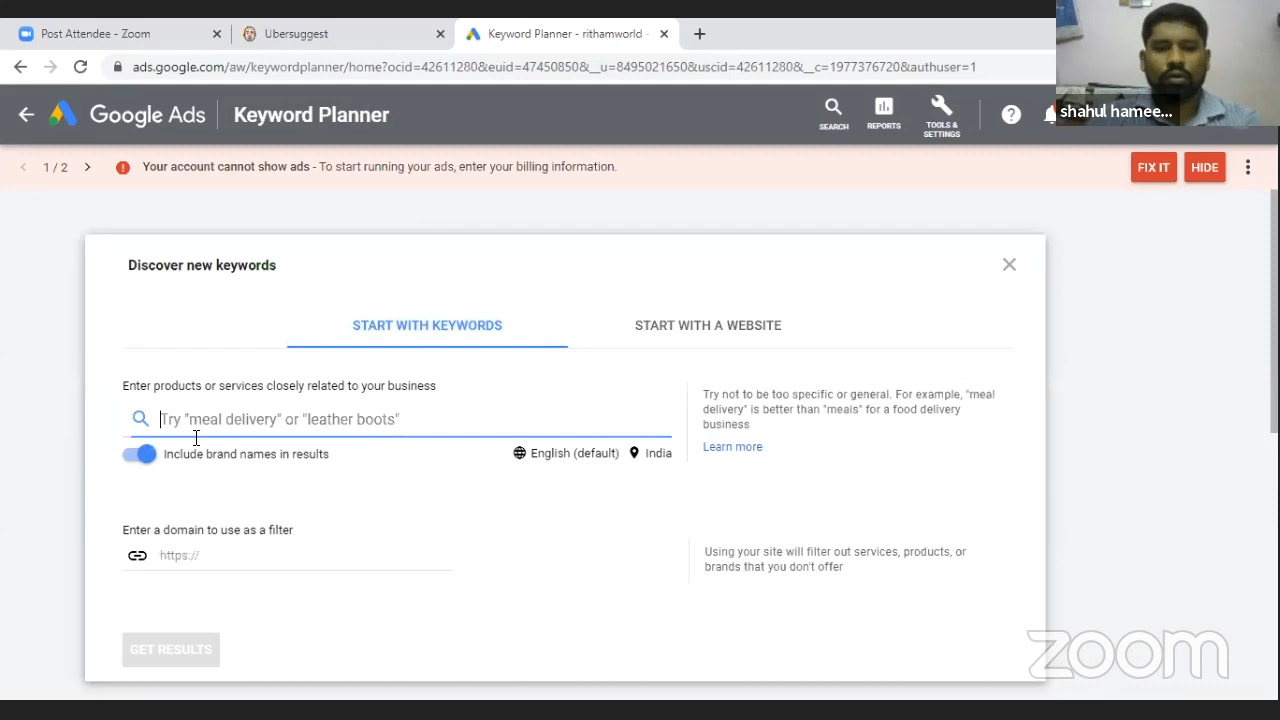 Post Attendee - Zoom
Ubersuggest
Keyword Planner - rithamworld -
ads.google.com/aw/keywordplanner/home?ocid=42611280&euid=47450850&__u=8495021650&uscid=42611280&__c=1977376720&authuser=1
Google Ads
Keyword Planner
SEARCH
REPORTS
TOOLS &
SETTINGS
shahul hamee...
1 / 2
Your account cannot show ads - To start running your ads, enter your billing information.
FIX IT
HIDE
Discover new keywords
START WITH KEYWORDS
START WITH A WEBSITE
Enter products or services closely related to your business
Try "meal delivery" or "leather boots"
Include brand names in results
English (default)
India
Try not to be too specific or general. For example, "meal
delivery" is better than "meals" for a food delivery
business
Learn more
Enter a domain to use as a filter
https://
Using your site will filter out services, products, or
brands that you don't offer
GET RESULTS
zoom